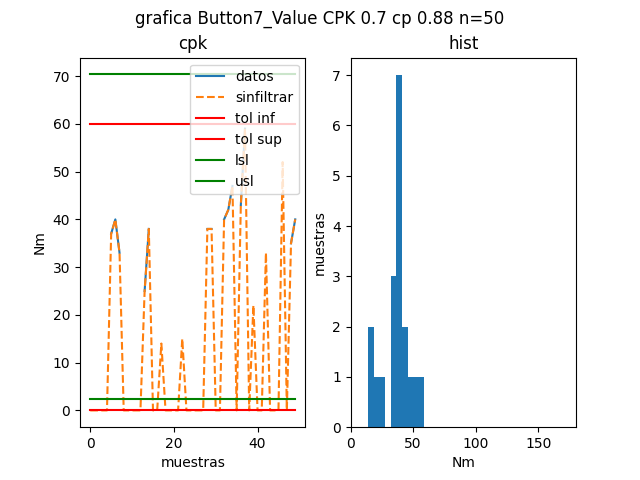 grafica Button7_Value CPK 0.7 cp 0.88 n=50
cpk
hist
70
60
50
40
30
20
10
0
Nm
0
20
40
muestras
datos
sinfiltrar
tol inf
tol sup
lsl
usl
7
6
5
4
3
2
1
0
muestras
0
50
100
150
Nm